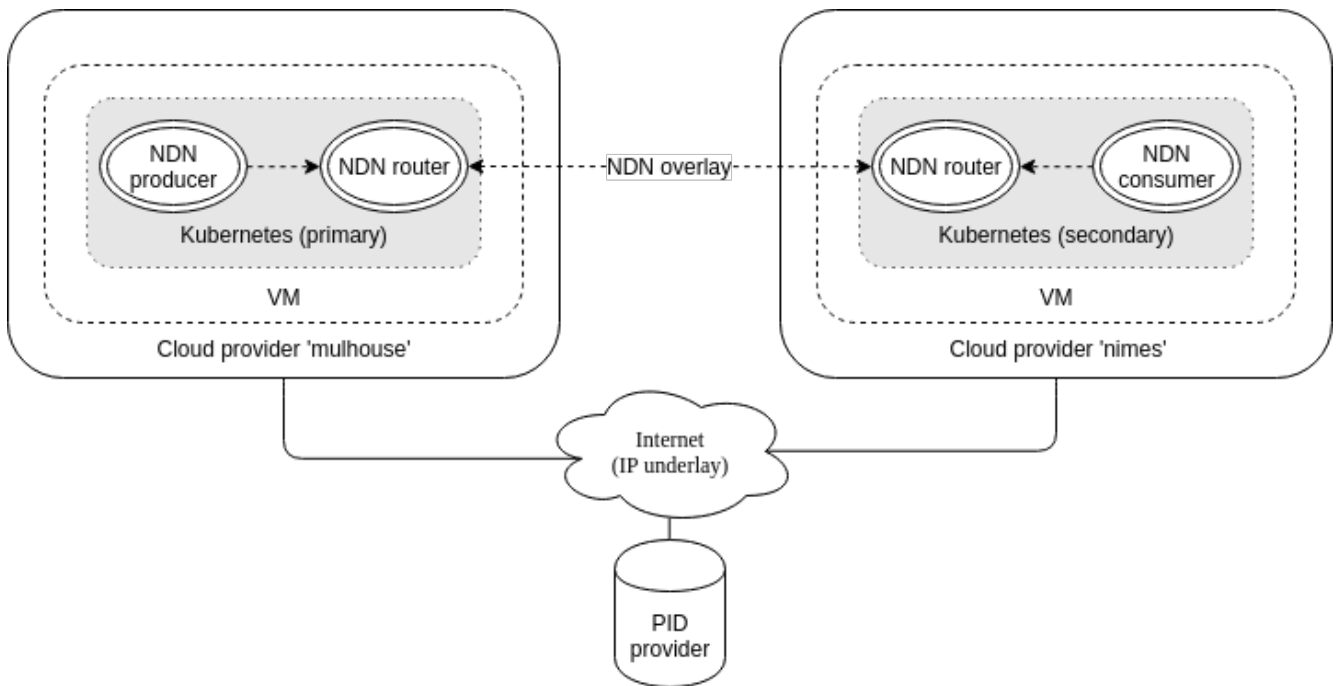 NDN
producer
NDN router
NDN overlay
NDN router
NDN
consumer
Kubernetes (primary)
Kubernetes (secondary)
VM
VM
Cloud provider 'mulhouse'
Cloud provider 'nimes'
Internet
(IP underlay)
PID
provider